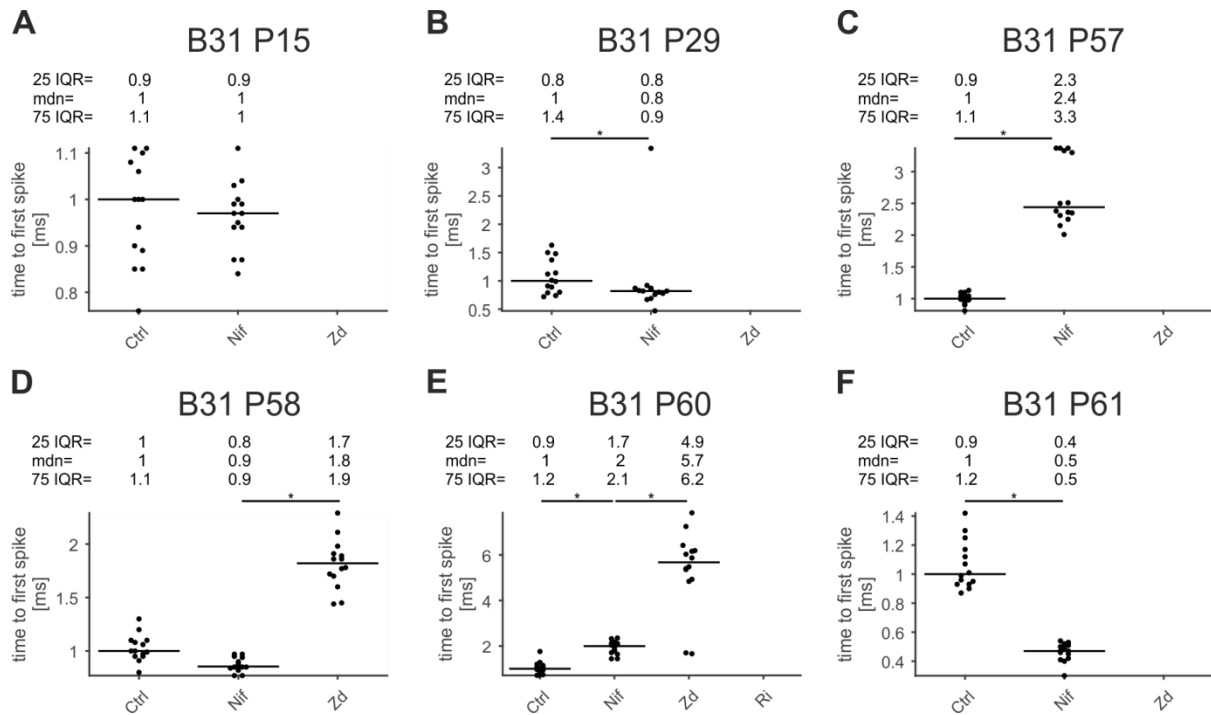 A
B31 P15
25 IQR= 0.9 0.9
mdn= 1 1
75 IQR= 1.1 1
time to first spike
[ms]
1.1
1
0.9
0.8
Ctrl Nif Zd
B
B31 P29
0.8 0.8
1 0.8
1.4 0.9
*
time to first spike
[ms]
3
2.5
2
1.5
1
0.5
Ctrl Nif Zd
C
B31 P57
0.9 2.3
1 2.4
1.1 3.3
*
time to first spike
[ms]
3
2.5
2
1.5
1
Ctrl Nif Zd
D
B31 P58
25 IQR= 1 0.8 1.7
mdn= 1 0.9 1.8
75 IQR= 1.1 0.9 1.9
*
time to first spike
[ms]
2
1.5
1
Ctrl Nif Zd
E
B31 P60
25 IQR= 0.9 1.7 4.9
mdn= 1 2 5.7
75 IQR= 1.2 2.1 6.2
* *
time to first spike
[ms]
6
4
2
Ctrl Nif Zd Ri
F
B31 P61
25 IQR= 0.9 0.4
mdn= 1 0.5
75 IQR= 1.2 0.5
*
time to first spike
[ms]
1.4
1.2
1
0.8
0.6
0.4
Ctrl Nif Zd